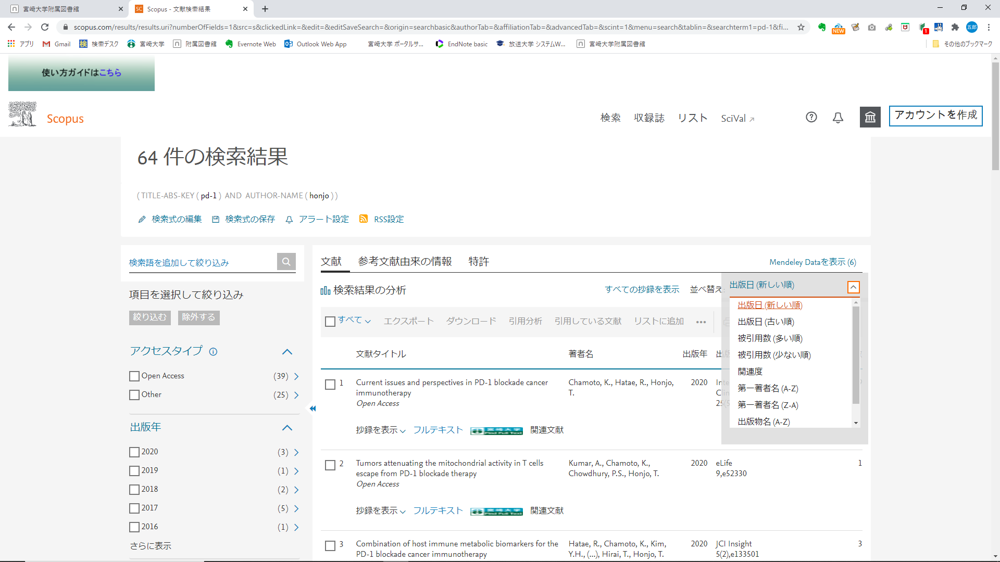 宮崎大学附属図書館
Scopus - 文献検索結果
scopus.com/results/results.uri?numberOfFields=1&src=s&clickedLink=&edit=&editSaveSearch=&origin=searchbasic&authorTab=&affiliationTab=&advancedTab=&scint=1&menu=search&tablin=&searchterm1=pd-1&fi...
NEW
1
五郎
アプリ Gmail 検索デスク 宮崎大学 附属図書館 Evernote Web Outlook Web App 宮崎大学 ポータルサ... EndNote basic 放送大学 システムW... 宮崎大学附属図書館 その他のブックマーク
使い方ガイドはこちら
Scopus
検索 収録誌 リスト SciVal ↗ アカウントを作成
64 件の検索結果
( TITLE-ABS-KEY ( pd-1 ) AND AUTHOR-NAME ( honjo ) )
検索式の編集 検索式の保存 アラート設定 RSS設定
検索語を追加して絞り込み
項目を選択して絞り込み
絞り込む 除外する
アクセスタイプ
Open Access (39)
Other (25)
出版年
2020 (3)
2019 (1)
2018 (2)
2017 (5)
2016 (1)
さらに表示
文献 参考文献由来の情報 特許
Mendeley Dataを表示 (6)
検索結果の分析
すべての抄録を表示 並べ替え:
出版日 (新しい順)
出版日 (新しい順)
出版日 (古い順)
被引用数 (多い順)
被引用数 (少ない順)
関連度
第一著者名 (A-Z)
第一著者名 (Z-A)
出版物名 (A-Z)
すべて エクスポート ダウンロード 引用分析 引用している文献 リストに追加 •••
文献タイトル 著者名 出版年
1 Current issues and perspectives in PD-1 blockade cancer immunotherapy
Open Access
Chamoto, K., Hatae, R., Honjo, T.
2020
抄録を表示 フルテキスト 宮崎大学 Find Full Text 関連文献
2 Tumors attenuating the mitochondrial activity in T cells escape from PD-1 blockade therapy
Open Access
Kumar, A., Chamoto, K., Chowdhury, P.S., Honjo, T.
2020 eLife
9,e52330
1
抄録を表示 フルテキスト 宮崎大学 Find Full Text 関連文献
3 Combination of host immune metabolic biomarkers for the PD-1 blockade cancer immunotherapy
Hatae, R., Chamoto, K., Kim, Y.H., (...), Hirai, T., Honjo, T.
2020 JCI Insight
5(2),e133501
3